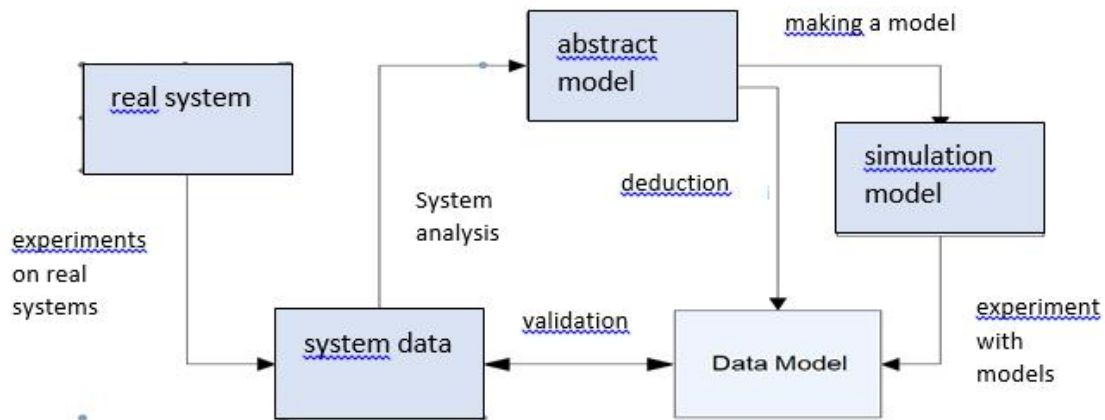 making a model
abstract
model
real system
simulation
model
deduction
System
analysis
experiments
on real
systems
system data
validation
Data Model
experiment
with
models